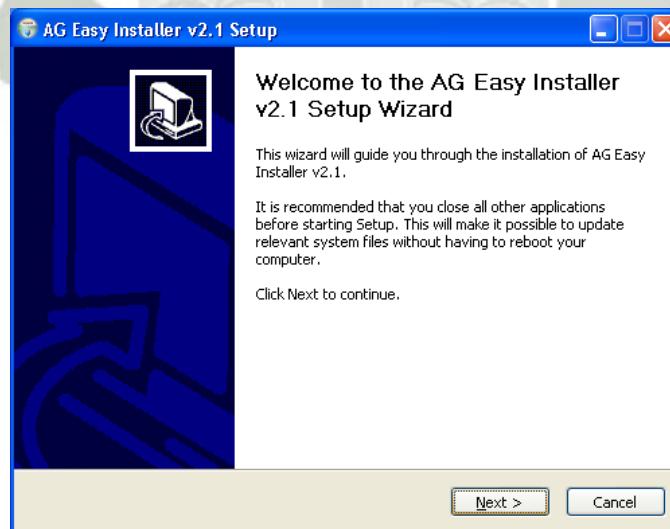 AG Easy Installer v2.1 Setup
Welcome to the AG Easy Installer
v2.1 Setup Wizard
This wizard will guide you through the installation of AG Easy
Installer v2.1.
It is recommended that you close all other applications
before starting Setup. This will make it possible to update
relevant system files without having to reboot your
computer.
Click Next to continue.
Next >
Cancel